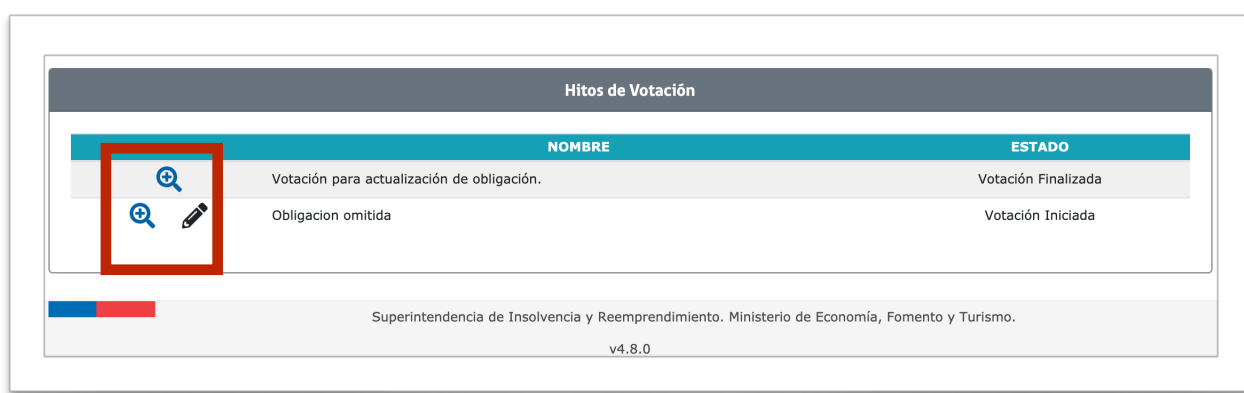 Hitos de Votación
NOMBRE ESTADO
Votación para actualización de obligación. Votación Finalizada
Obligacion omitida Votación Iniciada
Superintendencia de Insolvencia y Reemprendimiento. Ministerio de Economía, Fomento y Turismo.
v4.8.0